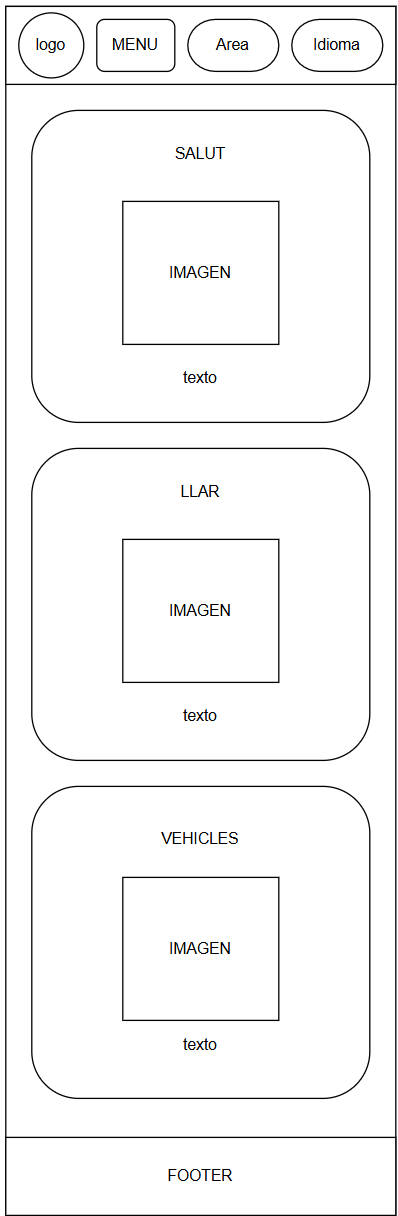 logo
MENU
Area
Idioma
SALUT
IMAGEN
texto
LLAR
IMAGEN
texto
VEHICLES
IMAGEN
texto
FOOTER